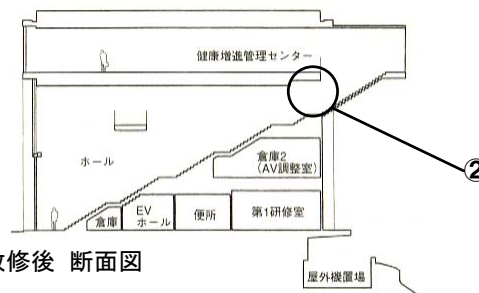 健康増進管理センター
②
ホール
倉庫2
(AV調整室)
倉庫
EV
ホール
便所
第1研修室
改修後 断面図
屋外機置場